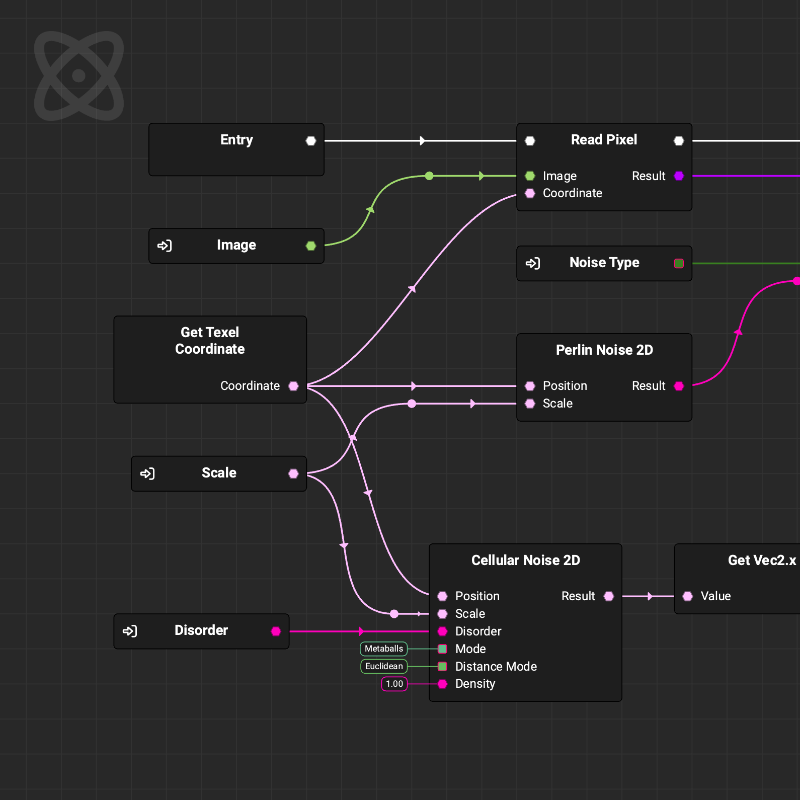 Entry
Read Pixel
Image
Result
Coordinate
Image
Noise Type
Get Texel
Coordinate
Coordinate
Perlin Noise 2D
Position
Result
Scale
Scale
Cellular Noise 2D
Get Vec2.x
Position
Result
Value
Scale
Disorder
Disorder
Metaballs
Mode
Euclidean
Distance Mode
1.00
Density